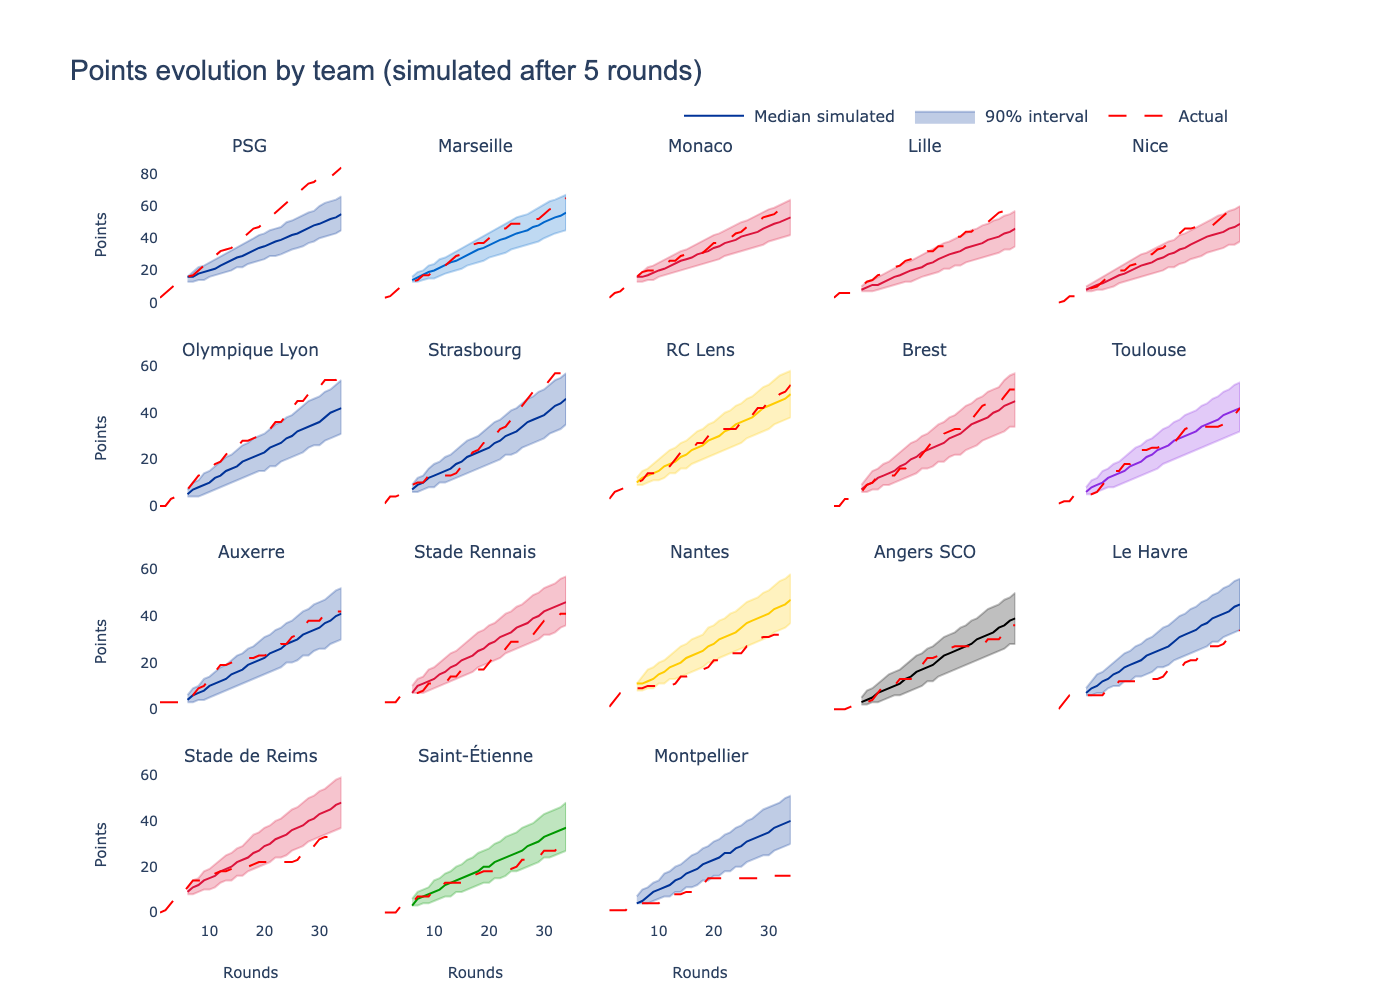 Points evolution by team (simulated after 5 rounds)
Median simulated 90% interval Actual
PSG Marseille Monaco Lille Nice
80
60
40
20
0
Points
Olympique Lyon Strasbourg RC Lens Brest Toulouse
60
40
20
0
Points
Auxerre Stade Rennais Nantes Angers SCO Le Havre
60
40
20
0
Points
Stade de Reims Saint-Étienne Montpellier
60
40
20
0
Points
10 20 30 10 20 30 10 20 30
Rounds Rounds Rounds